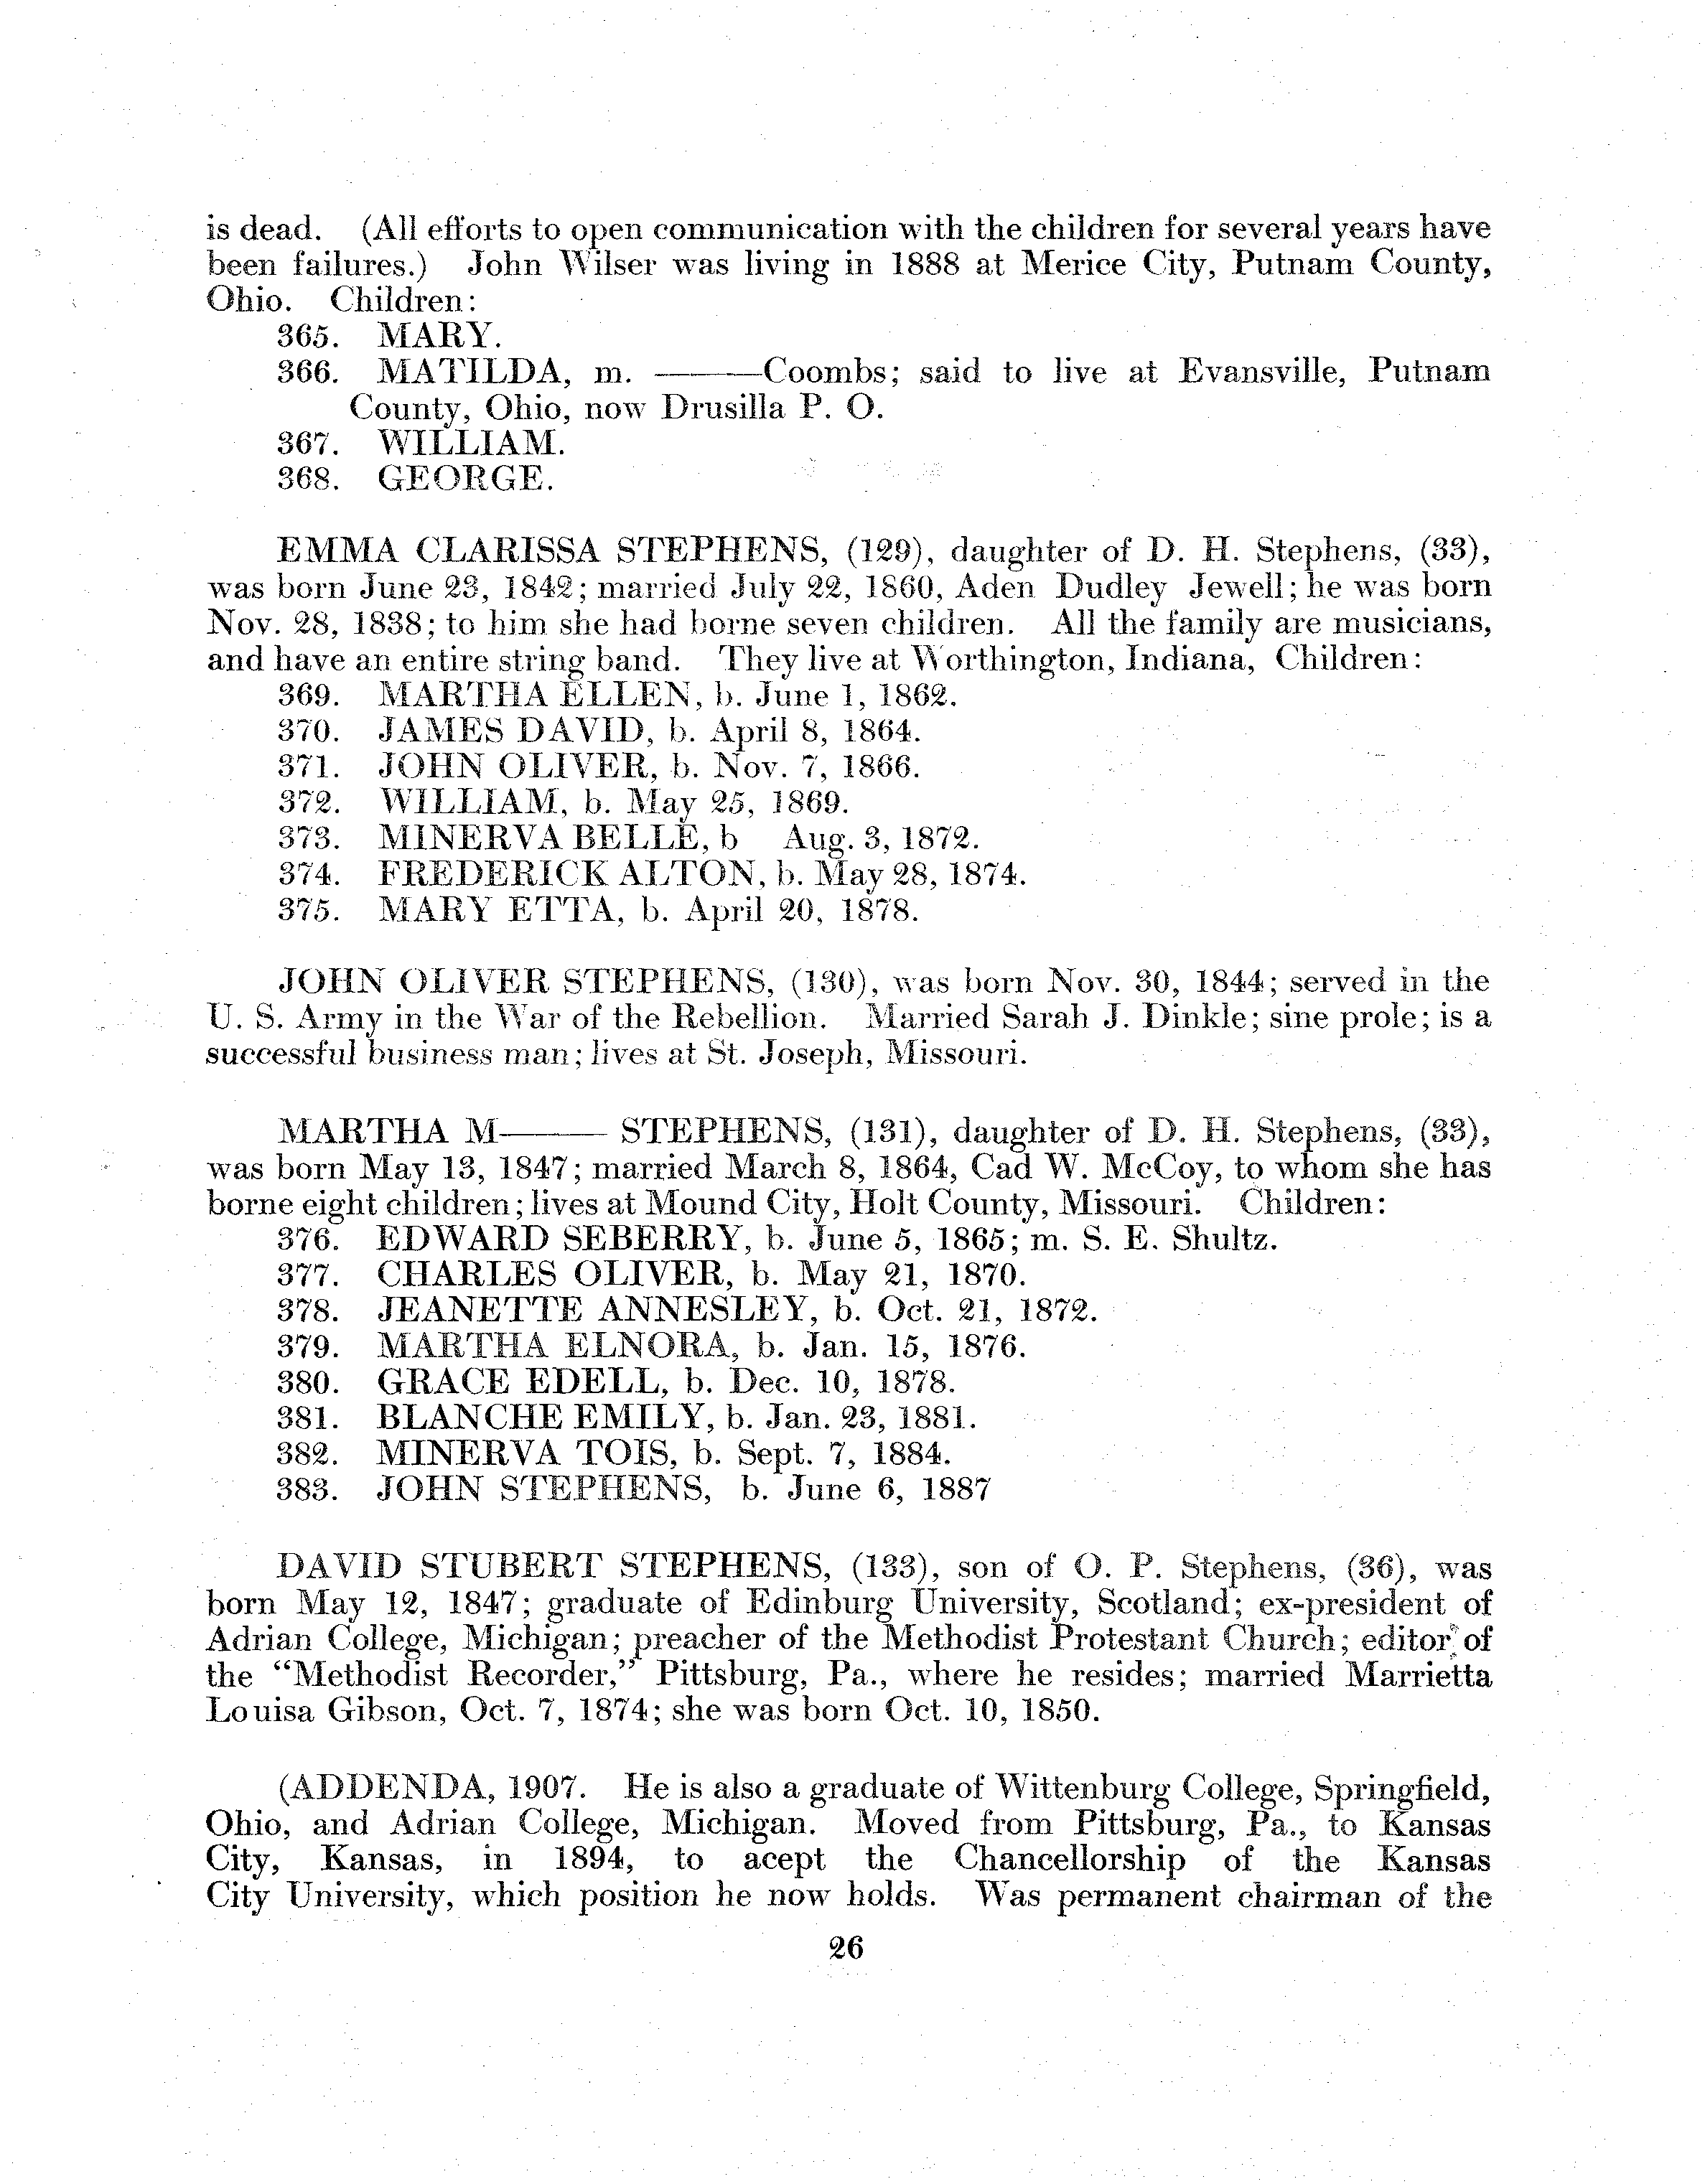 is dead. (All efforts to open communication with the children for several years have
been failures.) John Wilser was living in 1888 at Merice City, Putnam County,
Ohio. Children:
365. MARY.
366. MATILDA, m. ———Coombs; said to live at Evansville, Putnam
County, Ohio, now Drusilla P. O.
367. WILLIAM.
368. GEORGE.
EMMA CLARISSA STEPHENS, (129), daughter of D. H. Stephens, (33),
was born June 23, 1842; married July 22, 1860, Aden Dudley Jewell; he was born
Nov. 28, 1838; to him she had borne seven children. All the family are musicians,
and have an entire string band. They live at Worthington, Indiana, Children:
369. MARTHA ELLEN, b. June 1, 1862.
370. JAMES DAVID, b. April 8, 1864.
371. JOHN OLIVER, b. Nov. 7, 1866.
372. WILLIAM, b. May 25, 1869.
373. MINERVA BELLE, b Aug. 3, 1872.
374. FREDERICK ALTON, b. May 28, 1874.
375. MARY ETTA, b. April 20, 1878.
JOHN OLIVER STEPHENS, (130), was born Nov. 30, 1844; served in the
U. S. Army in the War of the Rebellion. Married Sarah J. Dinkle; sine prole; is a
successful business man; lives at St. Joseph, Missouri.
MARTHA M——— STEPHENS, (131), daughter of D. H. Stephens, (33),
was born May 13, 1847; married March 8, 1864, Cad W. McCoy, to whom she has
borne eight children; lives at Mound City, Holt County, Missouri. Children:
376. EDWARD SEBERRY, b. June 5, 1865; m. S. E. Shultz.
377. CHARLES OLIVER, b. May 21, 1870.
378. JEANETTE ANNESLEY, b. Oct. 21, 1872.
379. MARTHA ELNORA, b. Jan. 15, 1876.
380. GRACE EDELL, b. Dec. 10, 1878.
381. BLANCHE EMILY, b. Jan. 23, 1881.
382. MINERVA TOIS, b. Sept. 7, 1884.
383. JOHN STEPHENS, b. June 6, 1887
DAVID STUBERT STEPHENS, (133), son of O. P. Stephens, (36), was
born May 12, 1847; graduate of Edinburg University, Scotland; ex-president of
Adrian College, Michigan; preacher of the Methodist Protestant Church; editor of
the "Methodist Recorder," Pittsburg, Pa., where he resides; married Marrietta
Louisa Gibson, Oct. 7, 1874; she was born Oct. 10, 1850.
(ADDENDA, 1907. He is also a graduate of Wittenburg College, Springfield,
Ohio, and Adrian College, Michigan. Moved from Pittsburg, Pa., to Kansas
City, Kansas, in 1894, to acept the Chancellorship of the Kansas
City University, which position he now holds. Was permanent chairman of the
26